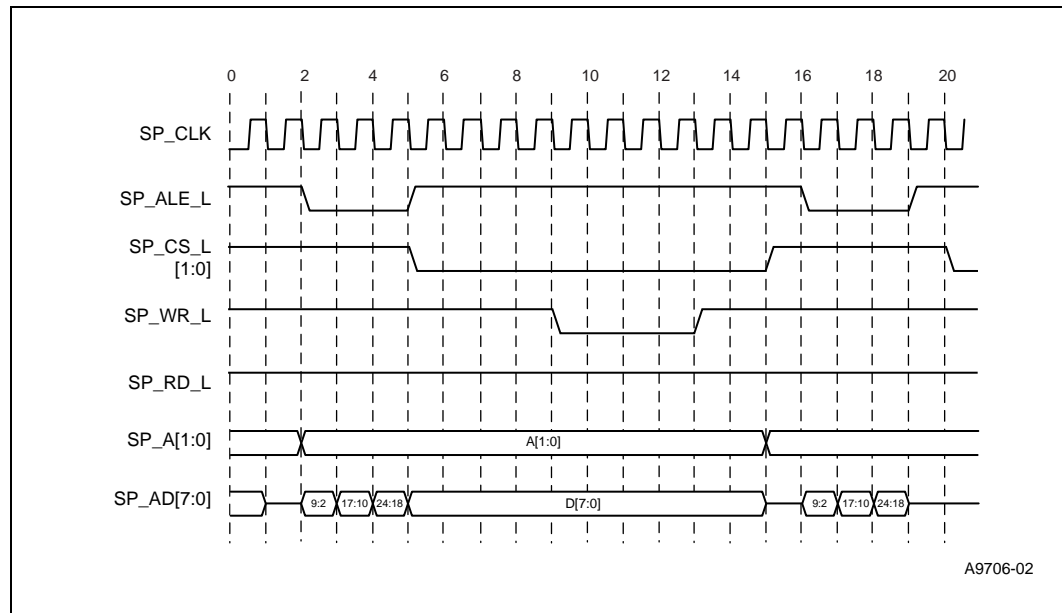 0 2 4 6 8 10 12 14 16 18 20
SP_CLK
SP_ALE_L
SP_CS_L
[1:0]
SP_WR_L
SP_RD_L
SP_A[1:0] A[1:0]
SP_AD[7:0] 9:2 17:10 24:18 D[7:0] 9:2 17:10 24:18
A9706-02